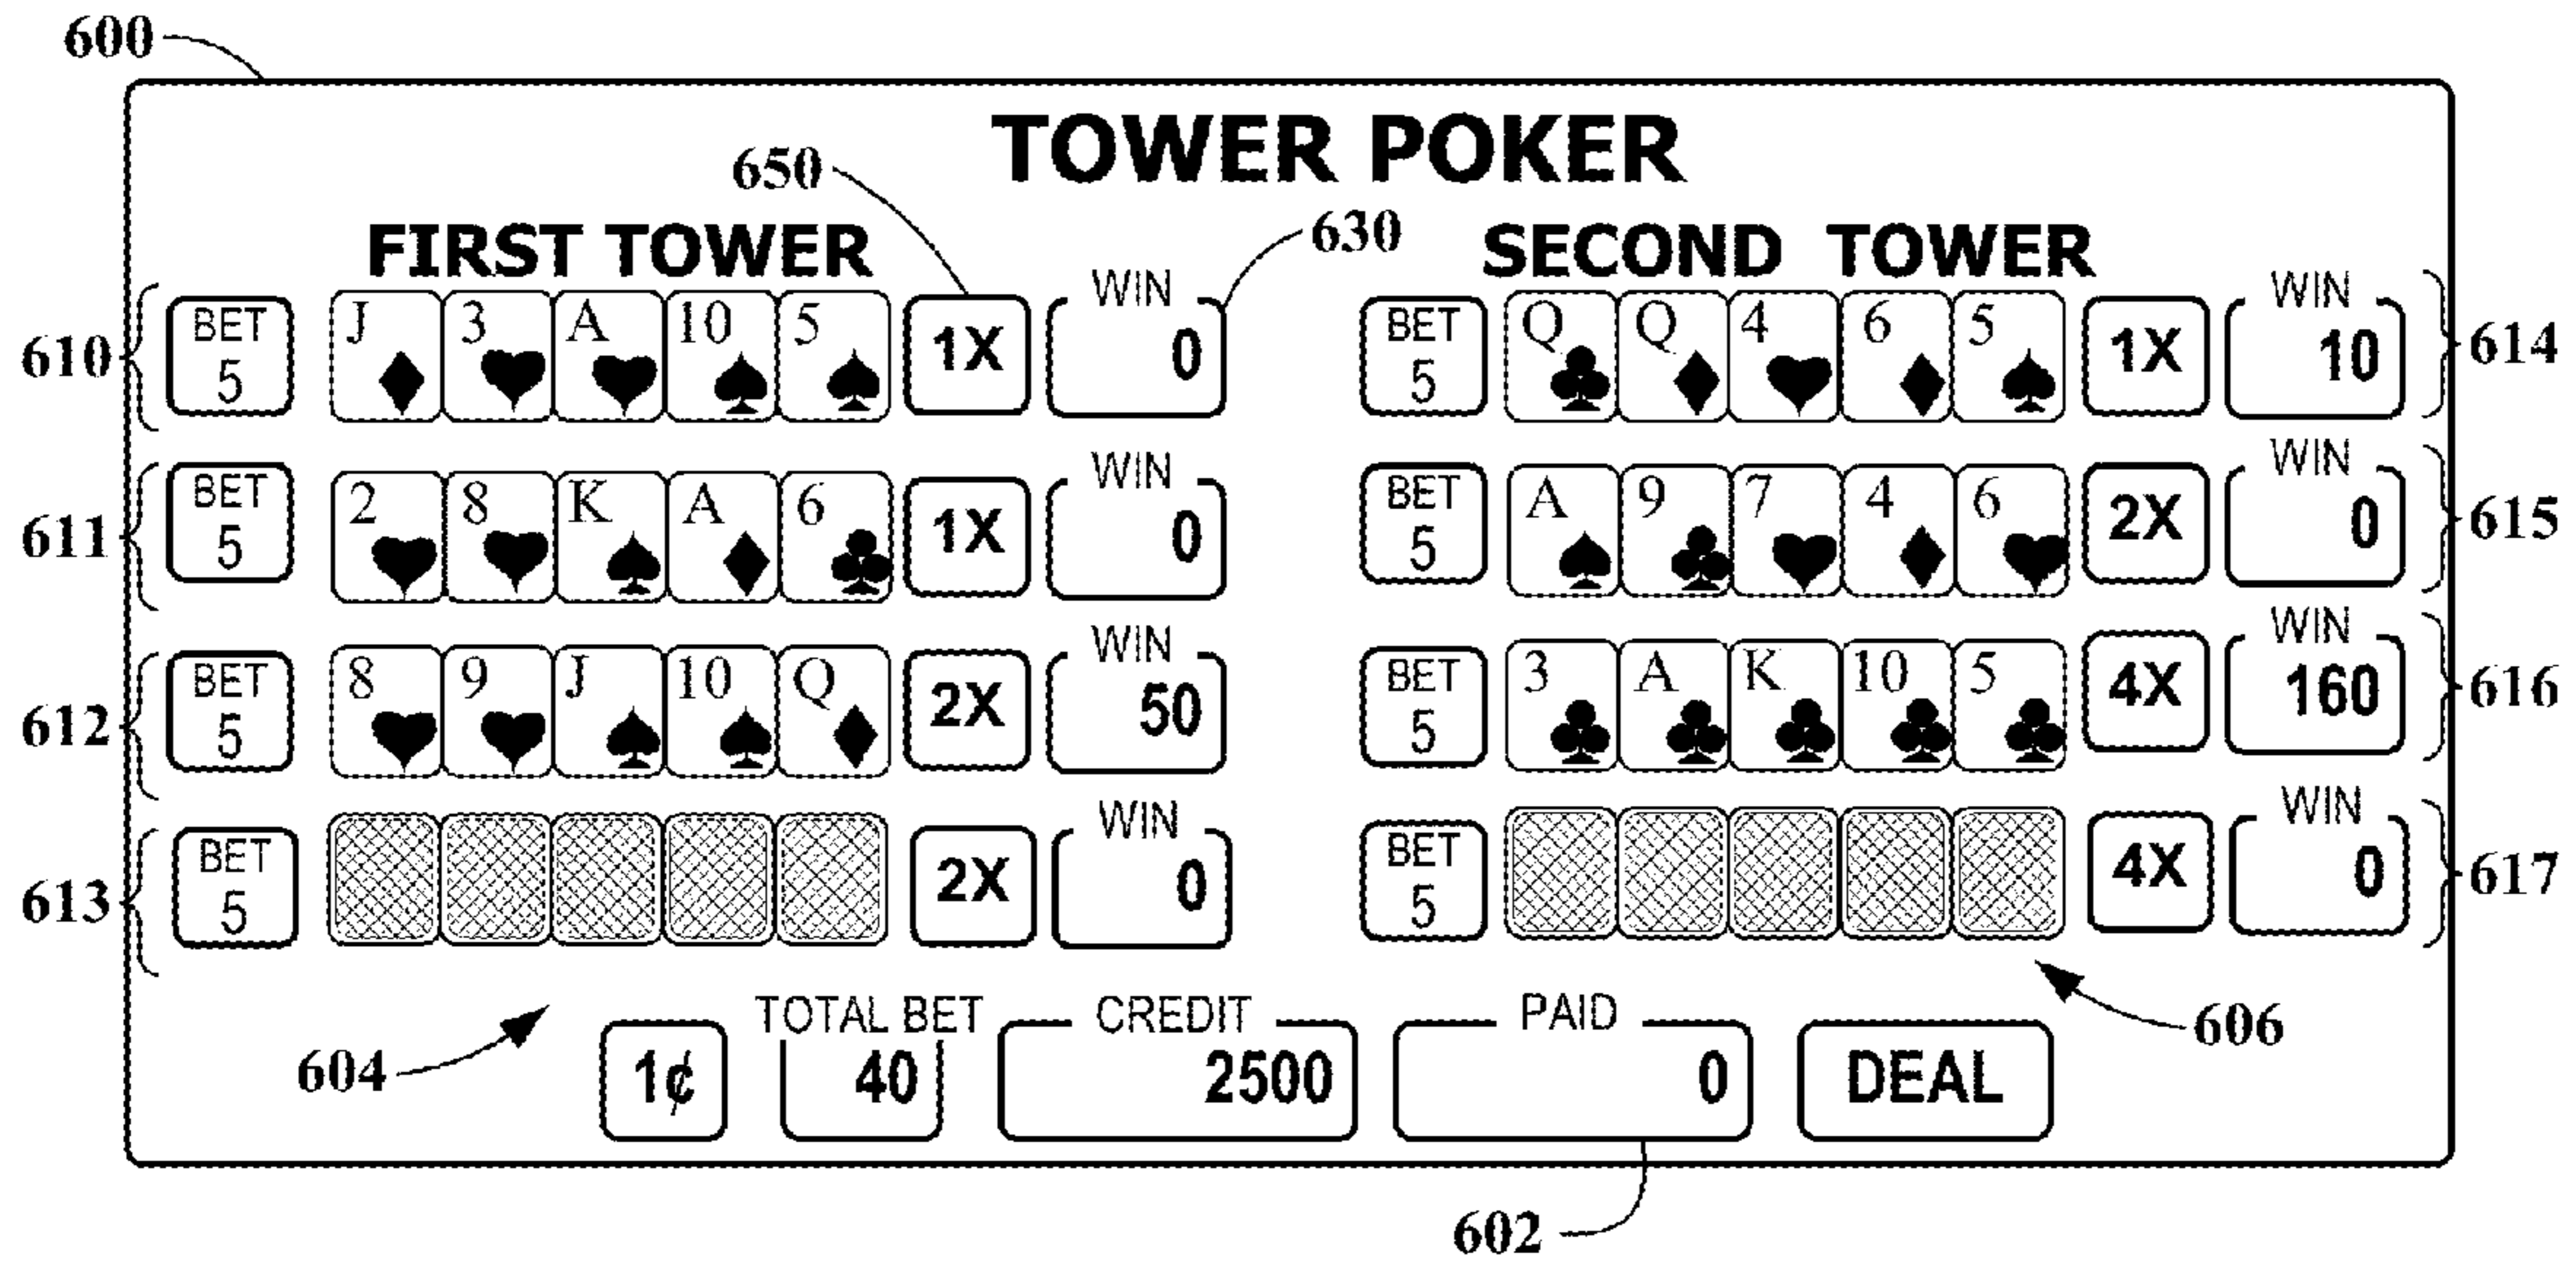 600
TOWER POKER
650
630
FIRST TOWER
SECOND TOWER
610 BET 5 J 3 A 10 5 1X WIN 0
BET 5 Q Q 4 6 5 1X WIN 10 614
611 BET 5 2 8 K A 6 1X WIN 0
BET 5 A 9 7 4 6 2X WIN 0 615
612 BET 5 8 9 J 10 Q 2X WIN 50
BET 5 3 A K 10 5 4X WIN 160 616
613 BET 5 2X WIN 0
BET 5 4X WIN 0 617
604
606
1¢ TOTAL BET 40 CREDIT 2500 PAID 0 DEAL
602